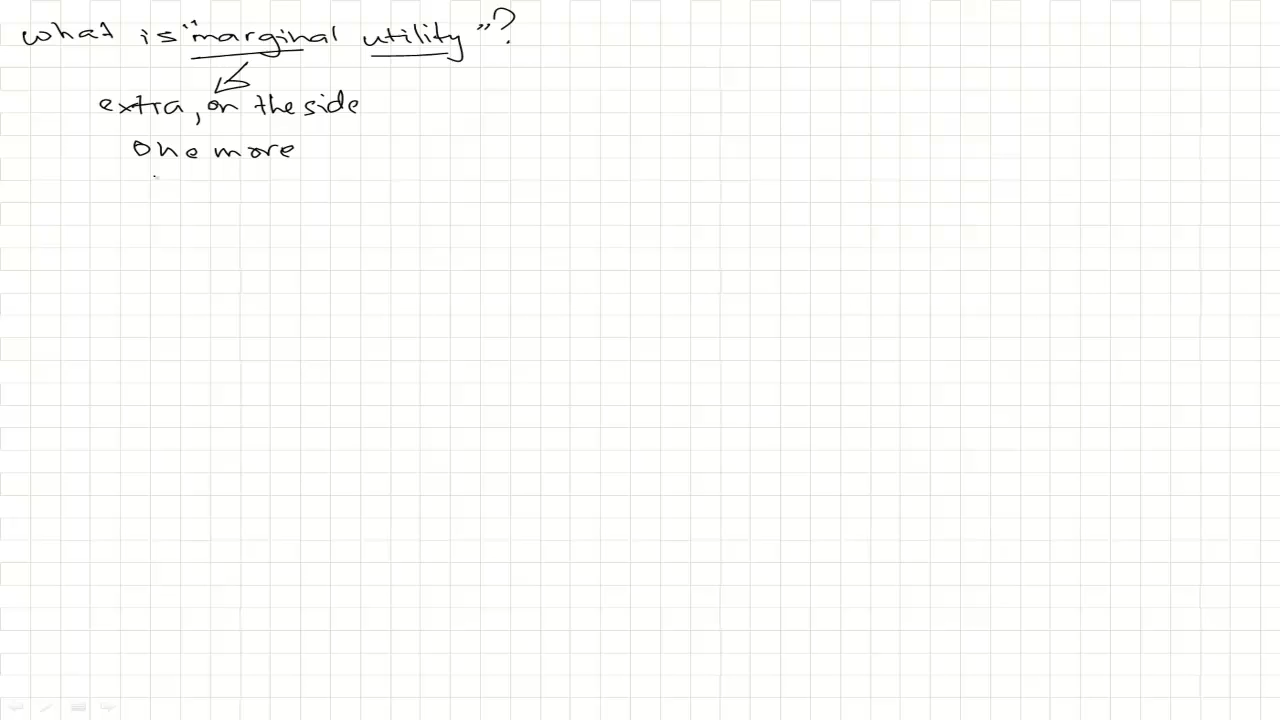 what is "marginal utility"?
extra, on the side
one more